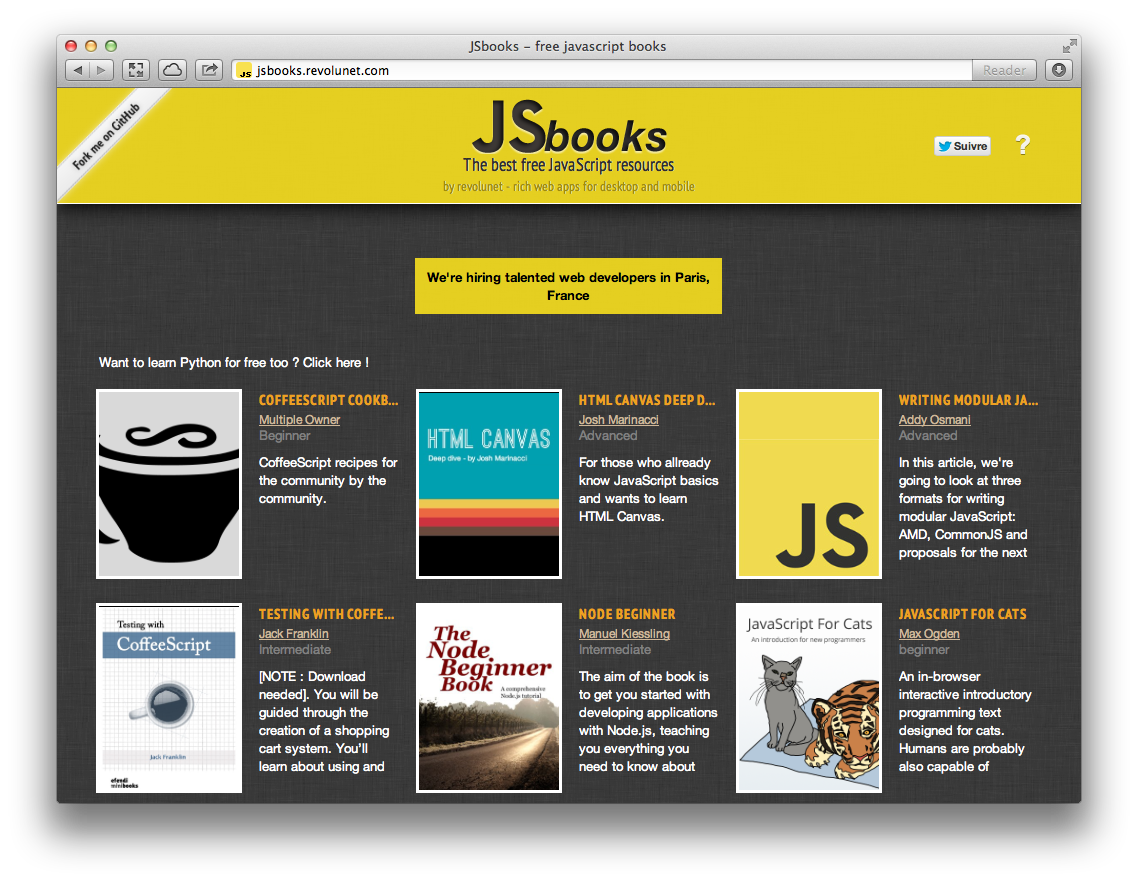 JSbooks – free javascript books
JS jsbooks.revolunet.com
Reader
Fork me on GitHub
JSbooks
The best free JavaScript resources
by revolunet - rich web apps for desktop and mobile
Suivre
?
We're hiring talented web developers in Paris,
France
Want to learn Python for free too ? Click here !
COFFEESCRIPT COOKB...
Multiple Owner
Beginner
CoffeeScript recipes for
the community by the
community.
HTML CANVAS
Deep dive - by Josh Marinacci
HTML CANVAS DEEP D...
Josh Marinacci
Advanced
For those who allready
know JavaScript basics
and wants to learn
HTML Canvas.
JS
WRITING MODULAR JA...
Addy Osmani
Advanced
In this article, we're
going to look at three
formats for writing
modular JavaScript:
AMD, CommonJS and
proposals for the next
Testing with
CoffeeScript
Jack Franklin
efendi
minibooks
TESTING WITH COFFE...
Jack Franklin
Intermediate
[NOTE : Download
needed]. You will be
guided through the
creation of a shopping
cart system. You'll
learn about using and
The
Node
Beginner
Book
A comprehensive
Node.js tutorial
NODE BEGINNER
Manuel Kiessling
Intermediate
The aim of the book is
to get you started with
developing applications
with Node.js, teaching
you everything you
need to know about
JavaScript For Cats
An introduction for new programmers
JAVASCRIPT FOR CATS
Max Ogden
beginner
An in-browser
interactive introductory
programming text
designed for cats.
Humans are probably
also capable of